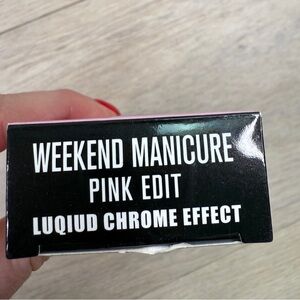 WEEKEND MANICURE
PINK EDIT
LUQIUD CHROME EFFECT